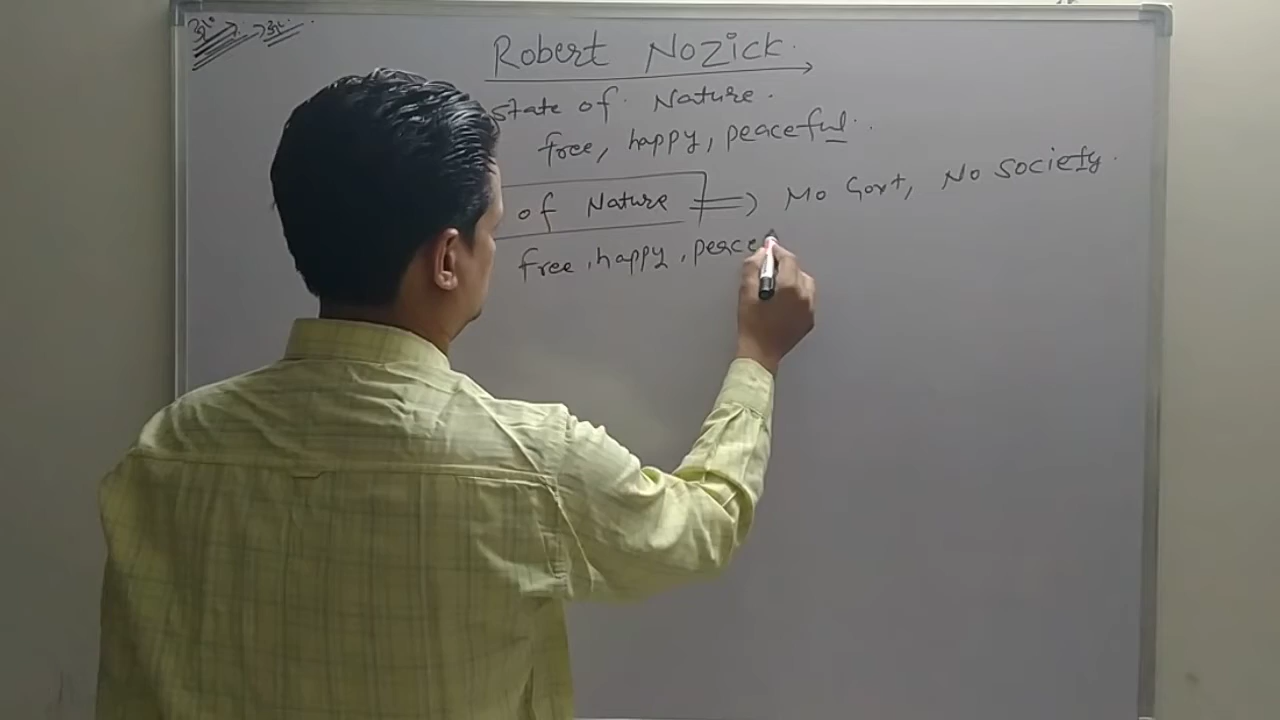 Robert Nozick.
State of Nature.
free, happy, peaceful.
of Nature => No Govt, No society.
free, happy, peace